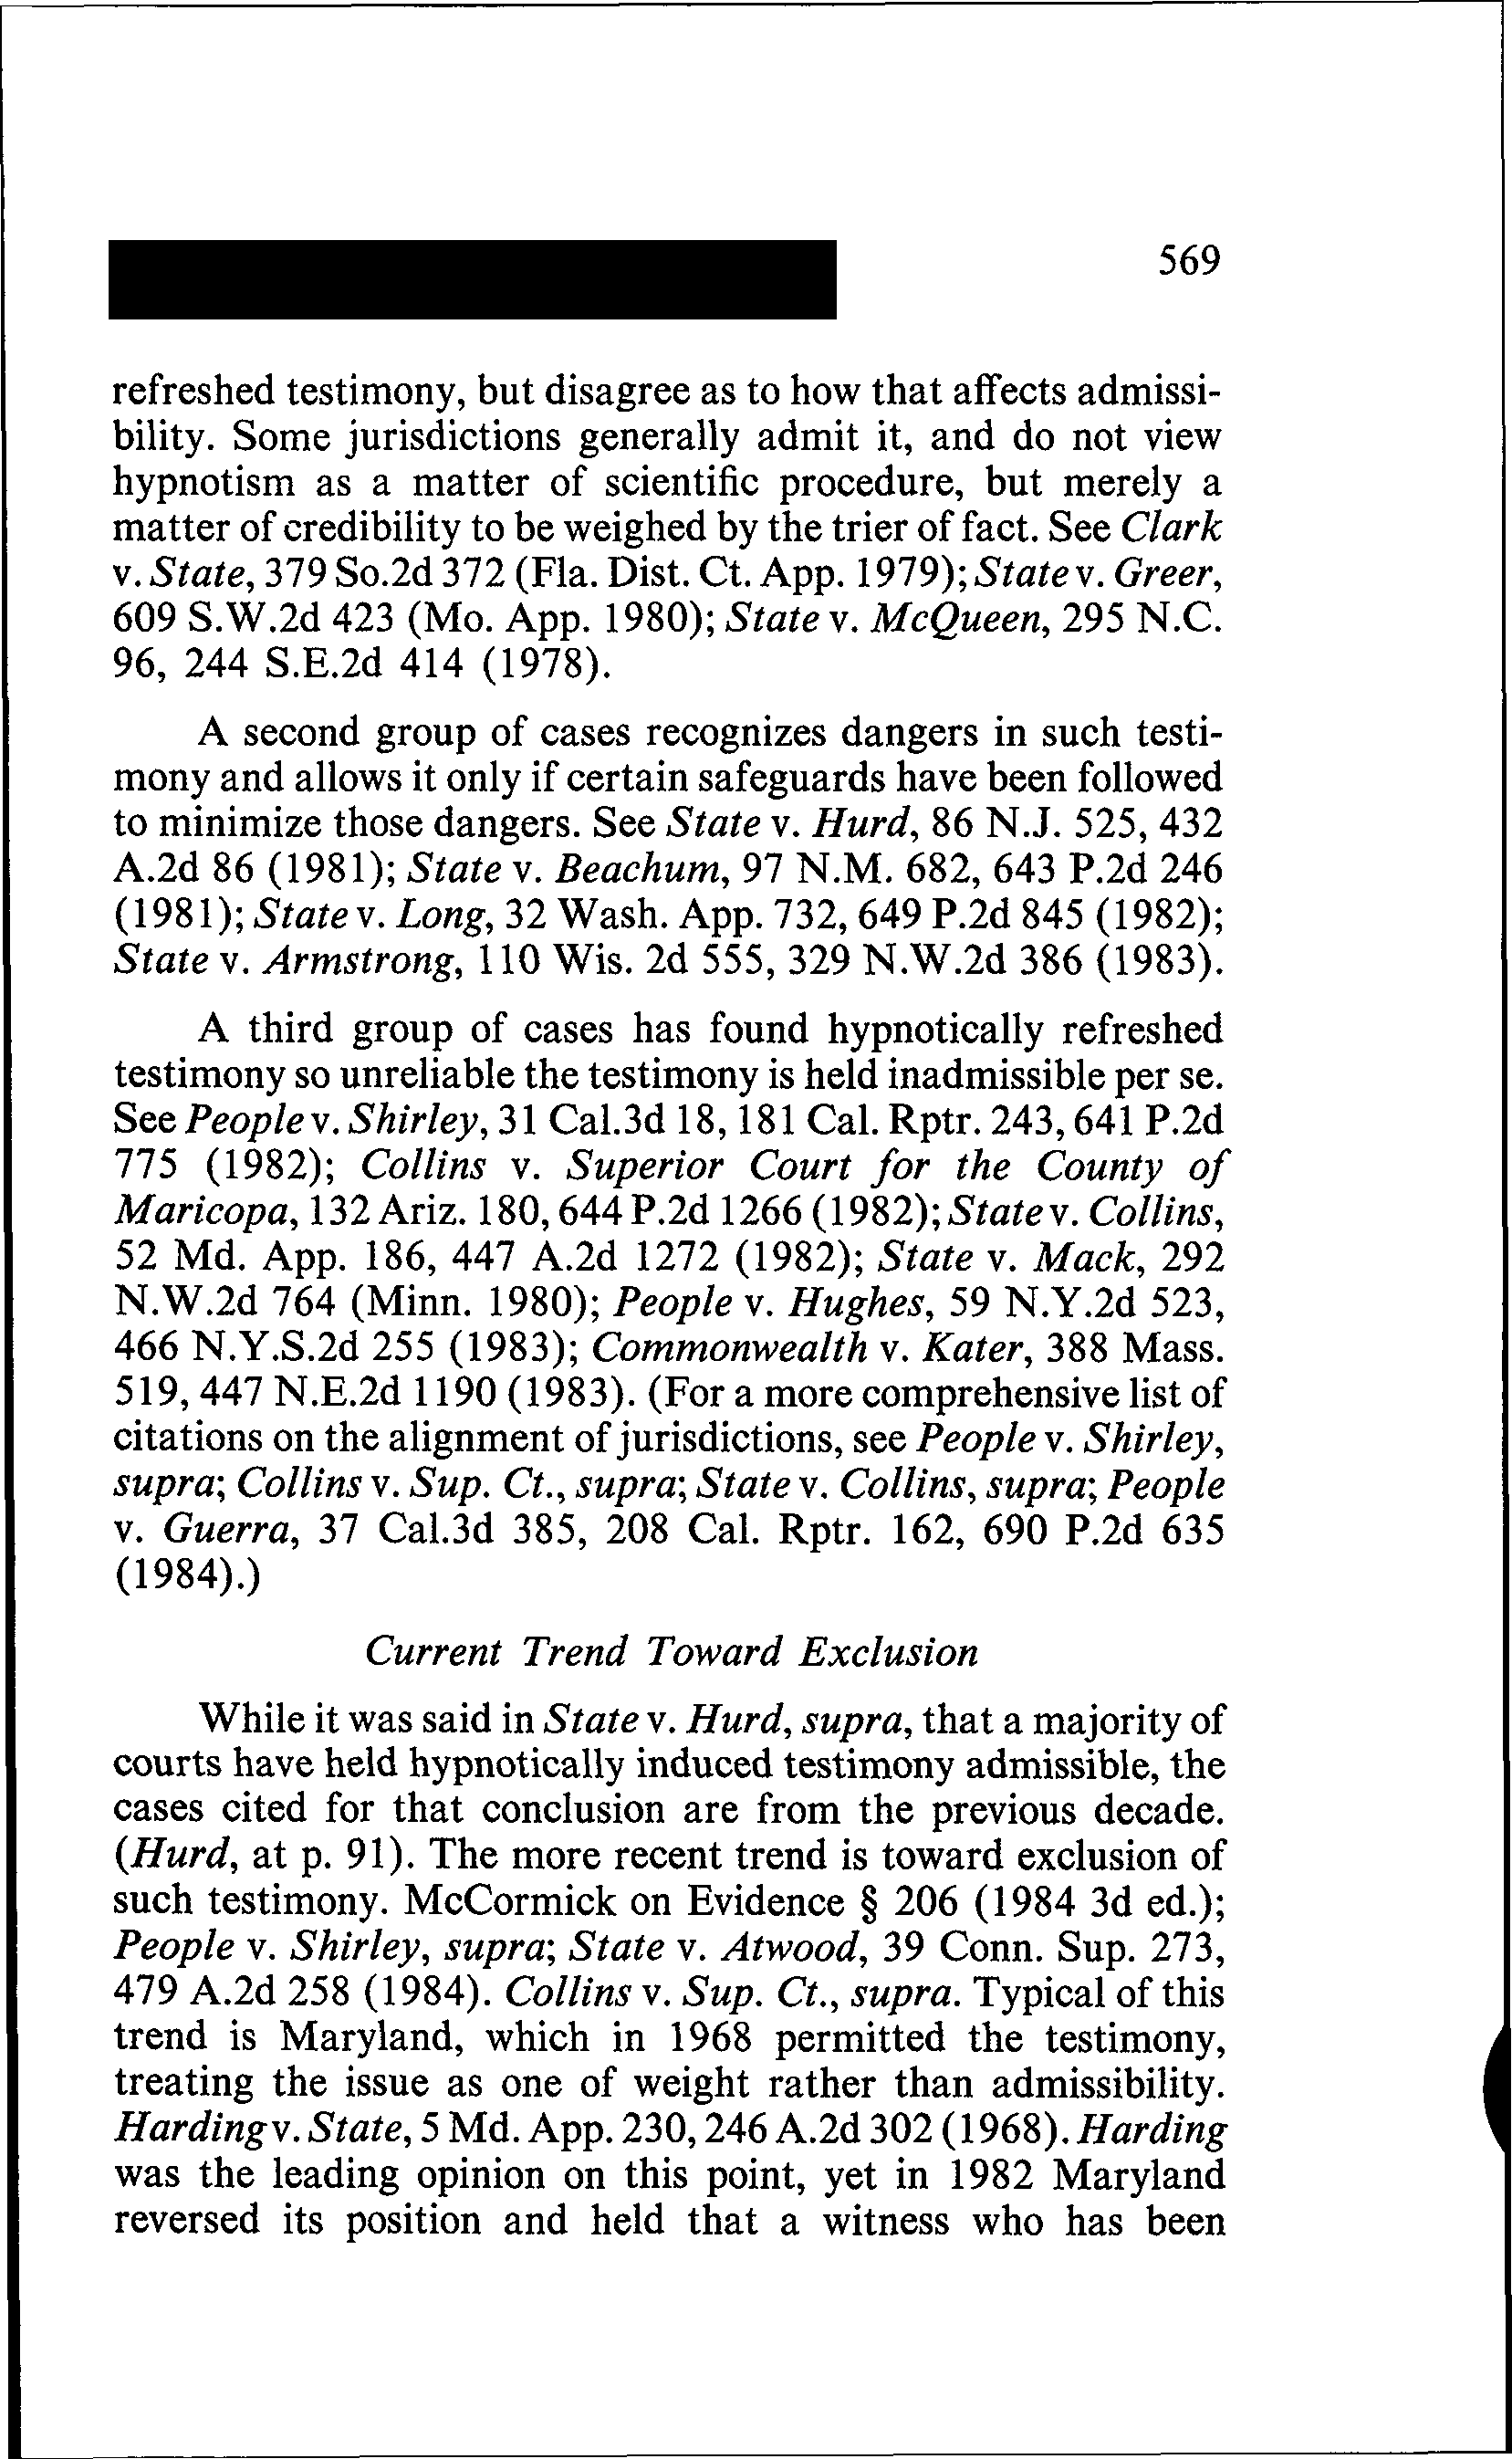 569
refreshed testimony, but disagree as to how that affects admissi-
bility. Some jurisdictions generally admit it, and do not view
hypnotism as a matter of scientific procedure, but merely a
matter of credibility to be weighed by the trier of fact. See Clark
v. State, 379 So.2d 372 (Fla. Dist. Ct. App. 1979); State v. Greer,
609 S.W.2d 423 (Mo. App. 1980); State v. McQueen, 295 N.C.
96, 244 S.E.2d 414 (1978).
A second group of cases recognizes dangers in such testi-
mony and allows it only if certain safeguards have been followed
to minimize those dangers. See State v. Hurd, 86 N.J. 525, 432
A.2d 86 (1981); State v. Beachum, 97 N.M. 682, 643 P.2d 246
(1981); State v. Long, 32 Wash. App. 732, 649 P.2d 845 (1982);
State v. Armstrong, 110 Wis. 2d 555, 329 N.W.2d 386 (1983).
A third group of cases has found hypnotically refreshed
testimony so unreliable the testimony is held inadmissible per se.
See People v. Shirley, 31 Cal.3d 18, 181 Cal. Rptr. 243, 641 P.2d
775 (1982); Collins v. Superior Court for the County of
Maricopa, 132 Ariz. 180, 644 P.2d 1266 (1982); State v. Collins,
52 Md. App. 186, 447 A.2d 1272 (1982); State v. Mack, 292
N.W.2d 764 (Minn. 1980); People v. Hughes, 59 N.Y.2d 523,
466 N.Y.S.2d 255 (1983); Commonwealth v. Kater, 388 Mass.
519, 447 N.E.2d 1190 (1983). (For a more comprehensive list of
citations on the alignment of jurisdictions, see People v. Shirley,
supra; Collins v. Sup. Ct., supra; State v. Collins, supra; People
v. Guerra, 37 Cal.3d 385, 208 Cal. Rptr. 162, 690 P.2d 635
(1984).)
Current Trend Toward Exclusion
While it was said in State v. Hurd, supra, that a majority of
courts have held hypnotically induced testimony admissible, the
cases cited for that conclusion are from the previous decade.
(Hurd, at p. 91). The more recent trend is toward exclusion of
such testimony. McCormick on Evidence § 206 (1984 3d ed.);
People v. Shirley, supra; State v. Atwood, 39 Conn. Sup. 273,
479 A.2d 258 (1984). Collins v. Sup. Ct., supra. Typical of this
trend is Maryland, which in 1968 permitted the testimony,
treating the issue as one of weight rather than admissibility.
Harding v. State, 5 Md. App. 230, 246 A.2d 302 (1968). Harding
was the leading opinion on this point, yet in 1982 Maryland
reversed its position and held that a witness who has been